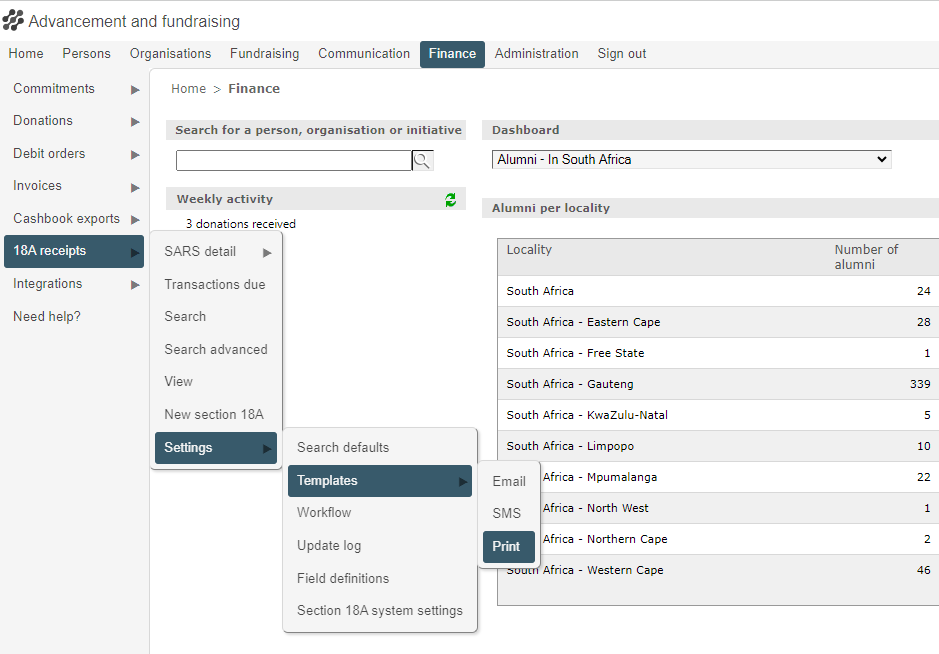 Advancement and fundraising
Home Persons Organisations Fundraising Communication Finance Administration Sign out
Commitments
Donations
Debit orders
Invoices
Cashbook exports
18A receipts
Integrations
Need help?
Home > Finance
Search for a person, organisation or initiative
Weekly activity
3 donations received
SARS detail
Transactions due
Search
Search advanced
View
New section 18A
Settings
Search defaults
Templates
Workflow
Update log
Field definitions
Section 18A system settings
Email
SMS
Print
Dashboard
Alumni - In South Africa
Alumni per locality
Locality Number of
alumni
South Africa 24
South Africa - Eastern Cape 28
South Africa - Free State 1
South Africa - Gauteng 339
South Africa - KwaZulu-Natal 5
South Africa - Limpopo 10
Africa - Mpumalanga 22
Africa - North West 1
Africa - Northern Cape 2
South Africa - Western Cape 46